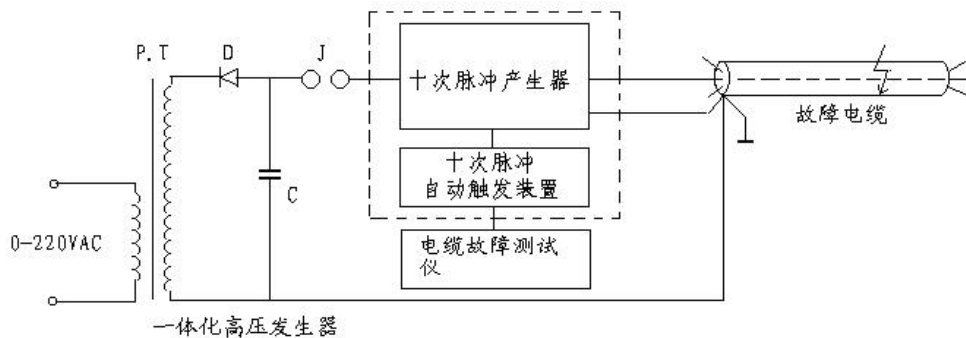 P.T
D
J
十次脉冲产生器
故障电缆
十次脉冲
自动触发装置
C
0-220VAC
电缆故障测试
仪
一体化高压发生器